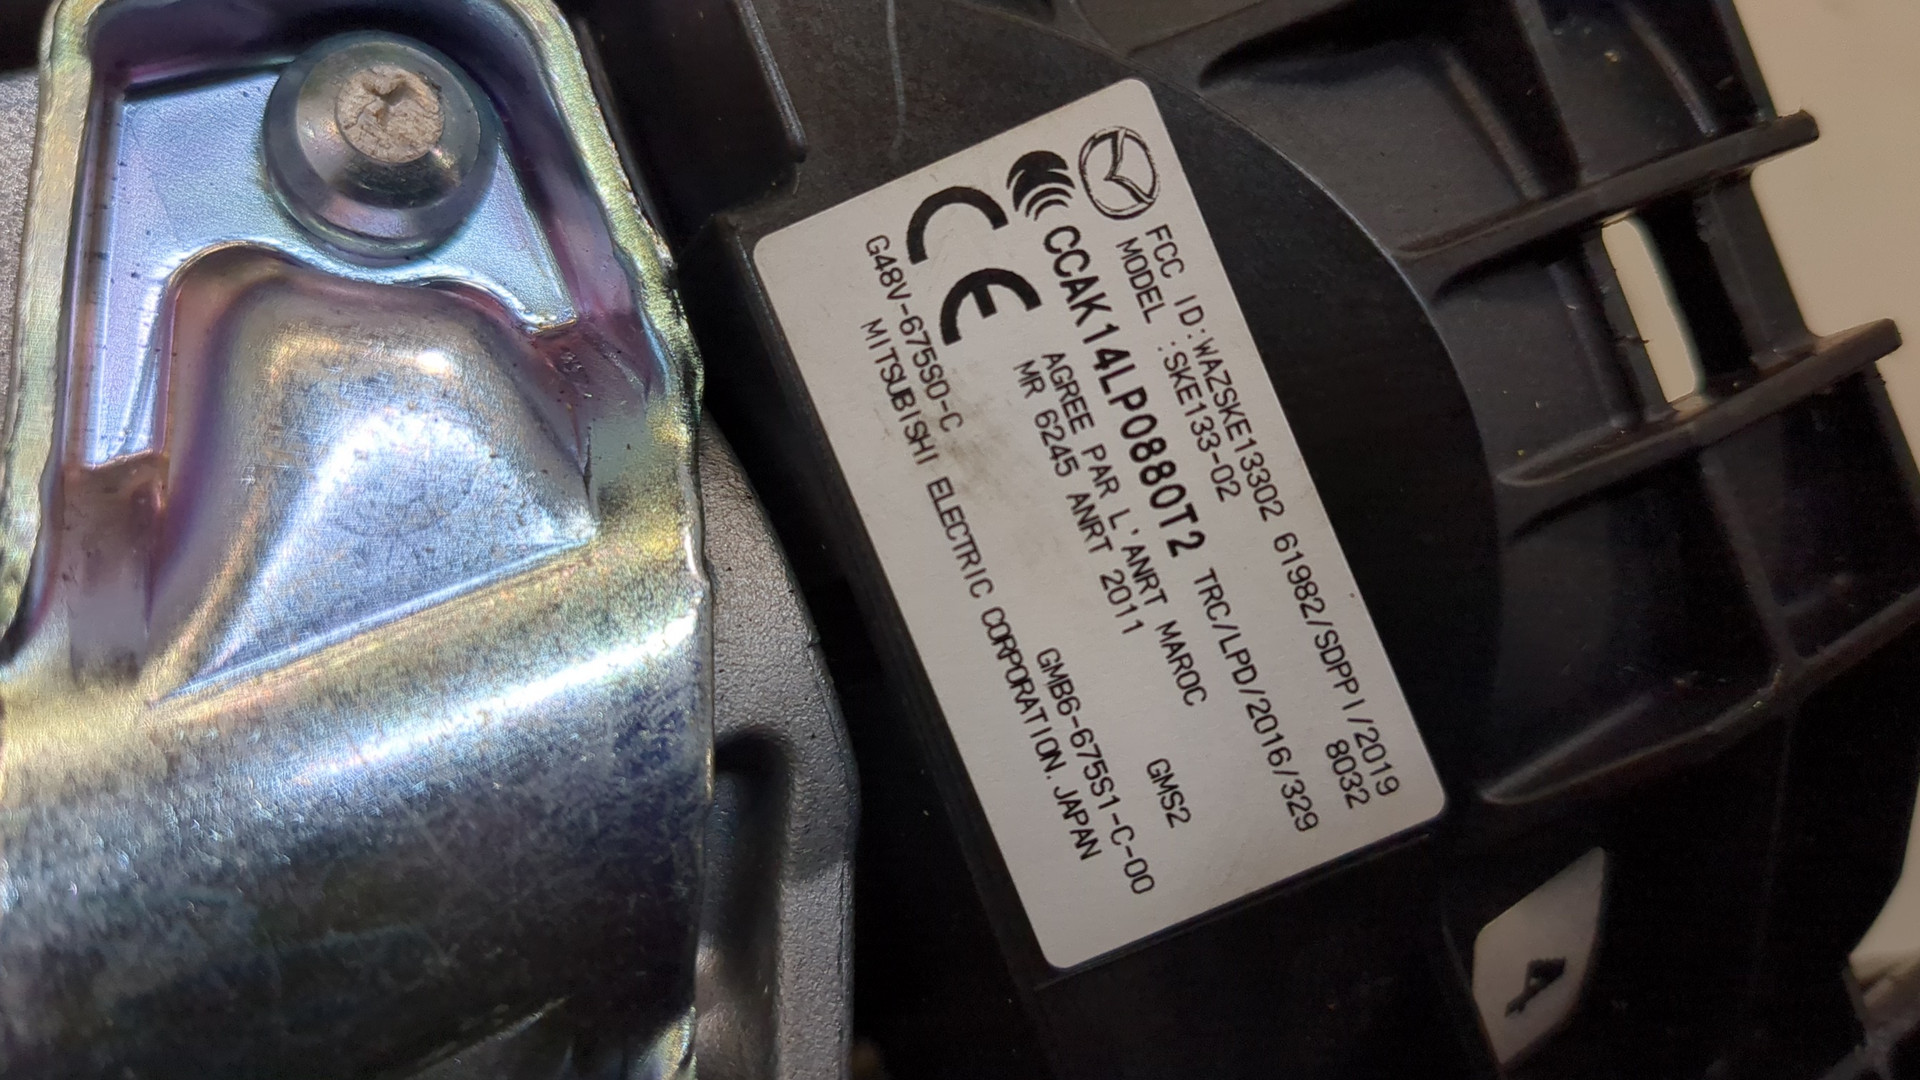 FCC ID:WAZSKE13302 61982/SDPPI/2019
MODEL :SKE133-02 8032
CCAK14LP0880T2 TRC/LPD/2016/329
AGREE PAR L'ANRT MAROC
MR 6245 ANRT 2011 GMS2
CE
G48V-675S0-C GMB6-675S1-C-00
MITSUBISHI ELECTRIC CORPORATION. JAPAN
A